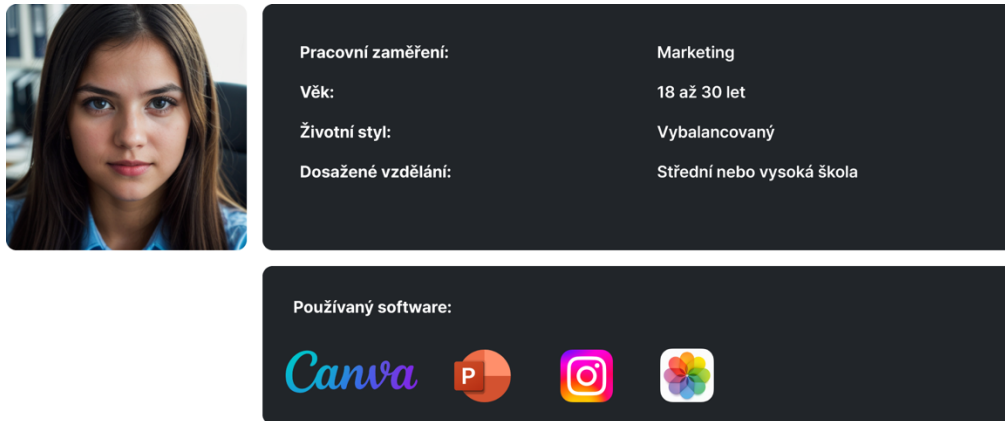 Pracovní zaměření: Marketing
Věk: 18 až 30 let
Životní styl: Vybalancovaný
Dosažené vzdělání: Střední nebo vysoká škola
Používaný software:
Canva P